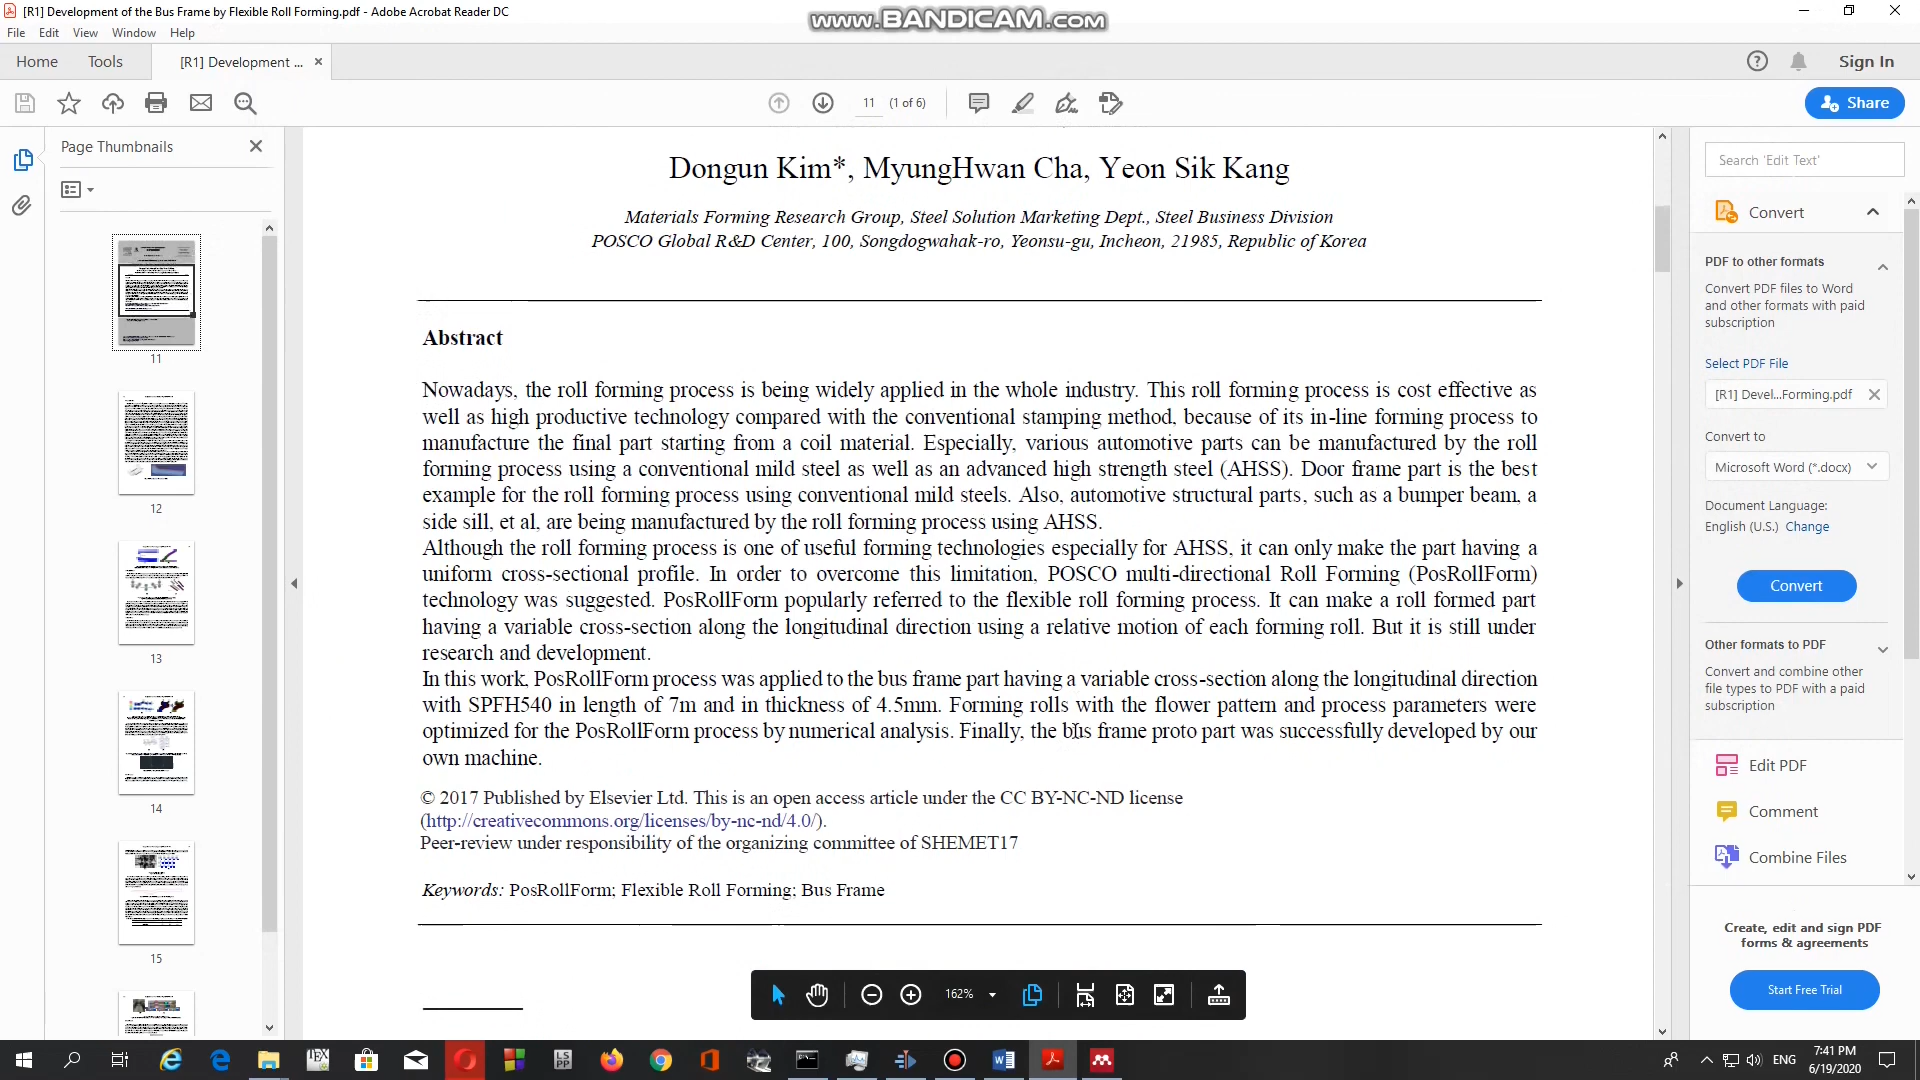 [R1] Development of the Bus Frame by Flexible Roll Forming.pdf - Adobe Acrobat Reader DC
www.BANDICAM.com
File Edit View Window Help
Home Tools [R1] Development ... × Sign In
11 (1 of 6)
Share
Page Thumbnails
11
12
13
14
15
Dongun Kim*, MyungHwan Cha, Yeon Sik Kang
Materials Forming Research Group, Steel Solution Marketing Dept., Steel Business Division
POSCO Global R&D Center, 100, Songdogwahak-ro, Yeonsu-gu, Incheon, 21985, Republic of Korea
Abstract
Nowadays, the roll forming process is being widely applied in the whole industry. This roll forming process is cost effective as
well as high productive technology compared with the conventional stamping method, because of its in-line forming process to
manufacture the final part starting from a coil material. Especially, various automotive parts can be manufactured by the roll
forming process using a conventional mild steel as well as an advanced high strength steel (AHSS). Door frame part is the best
example for the roll forming process using conventional mild steels. Also, automotive structural parts, such as a bumper beam, a
side sill, et al, are being manufactured by the roll forming process using AHSS.
Although the roll forming process is one of useful forming technologies especially for AHSS, it can only make the part having a
uniform cross-sectional profile. In order to overcome this limitation, POSCO multi-directional Roll Forming (PosRollForm)
technology was suggested. PosRollForm popularly referred to the flexible roll forming process. It can make a roll formed part
having a variable cross-section along the longitudinal direction using a relative motion of each forming roll. But it is still under
research and development.
In this work, PosRollForm process was applied to the bus frame part having a variable cross-section along the longitudinal direction
with SPFH540 in length of 7m and in thickness of 4.5mm. Forming rolls with the flower pattern and process parameters were
optimized for the PosRollForm process by numerical analysis. Finally, the bus frame proto part was successfully developed by our
own machine.
© 2017 Published by Elsevier Ltd. This is an open access article under the CC BY-NC-ND license
(http://creativecommons.org/licenses/by-nc-nd/4.0/).
Peer-review under responsibility of the organizing committee of SHEMET17
Keywords: PosRollForm; Flexible Roll Forming; Bus Frame
162%
Search 'Edit Text'
Convert
PDF to other formats
Convert PDF files to Word
and other formats with paid
subscription
Select PDF File
[R1] Devel...Forming.pdf
Convert to
Microsoft Word (*.docx)
Document Language:
English (U.S.) Change
Convert
Other formats to PDF
Convert and combine other
file types to PDF with a paid
subscription
Edit PDF
Comment
Combine Files
Create, edit and sign PDF
forms & agreements
Start Free Trial
TEX
LS
PP
ENG
7:41 PM
6/19/2020